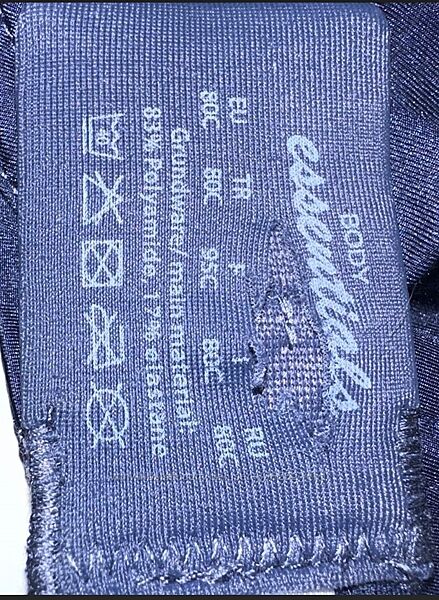 BODY
essentials
EU TR F I RU
80C 80C 95C 80C 80C
Grundware/main material:
83% Polyamide 17% elastane